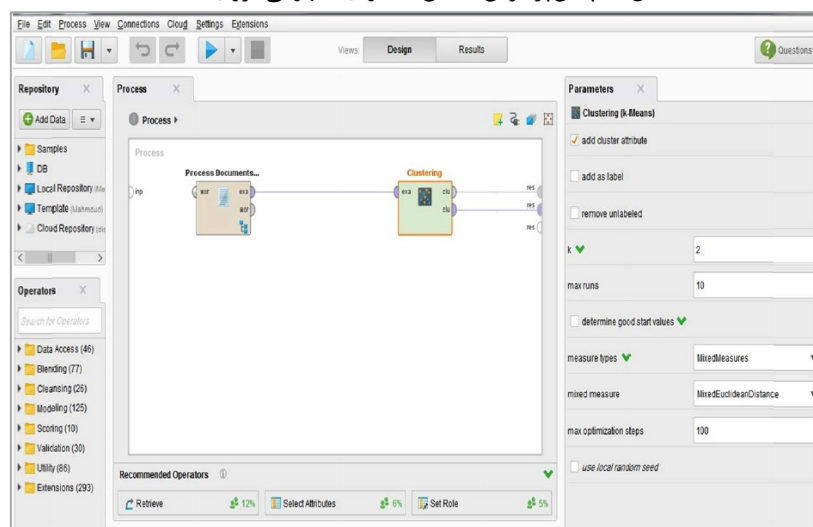 File Edit Process View Connections Cloud Settings Extensions
Views: Design Results Questions
Repository
Add Data
Samples
DB
Local Repository
Template (Mahmoud)
Cloud Repository
Operators
Search for Operators
Data Access (46)
Blending (77)
Cleansing (26)
Modeling (125)
Scoring (10)
Validation (30)
Utility (86)
Extensions (293)
Process
Process
Process
inp
Process Documents...
wor exa
wor
Clustering
exa clu
clu
res
res
res
Recommended Operators
Retrieve 12% Select Attributes 6% Set Role 5%
Parameters
Clustering (k-Means)
add cluster attribute
add as label
remove unlabeled
k 2
max runs 10
determine good start values
measure types MixedMeasures
mixed measure MixedEuclideanDistance
max optimization steps 100
use local random seed